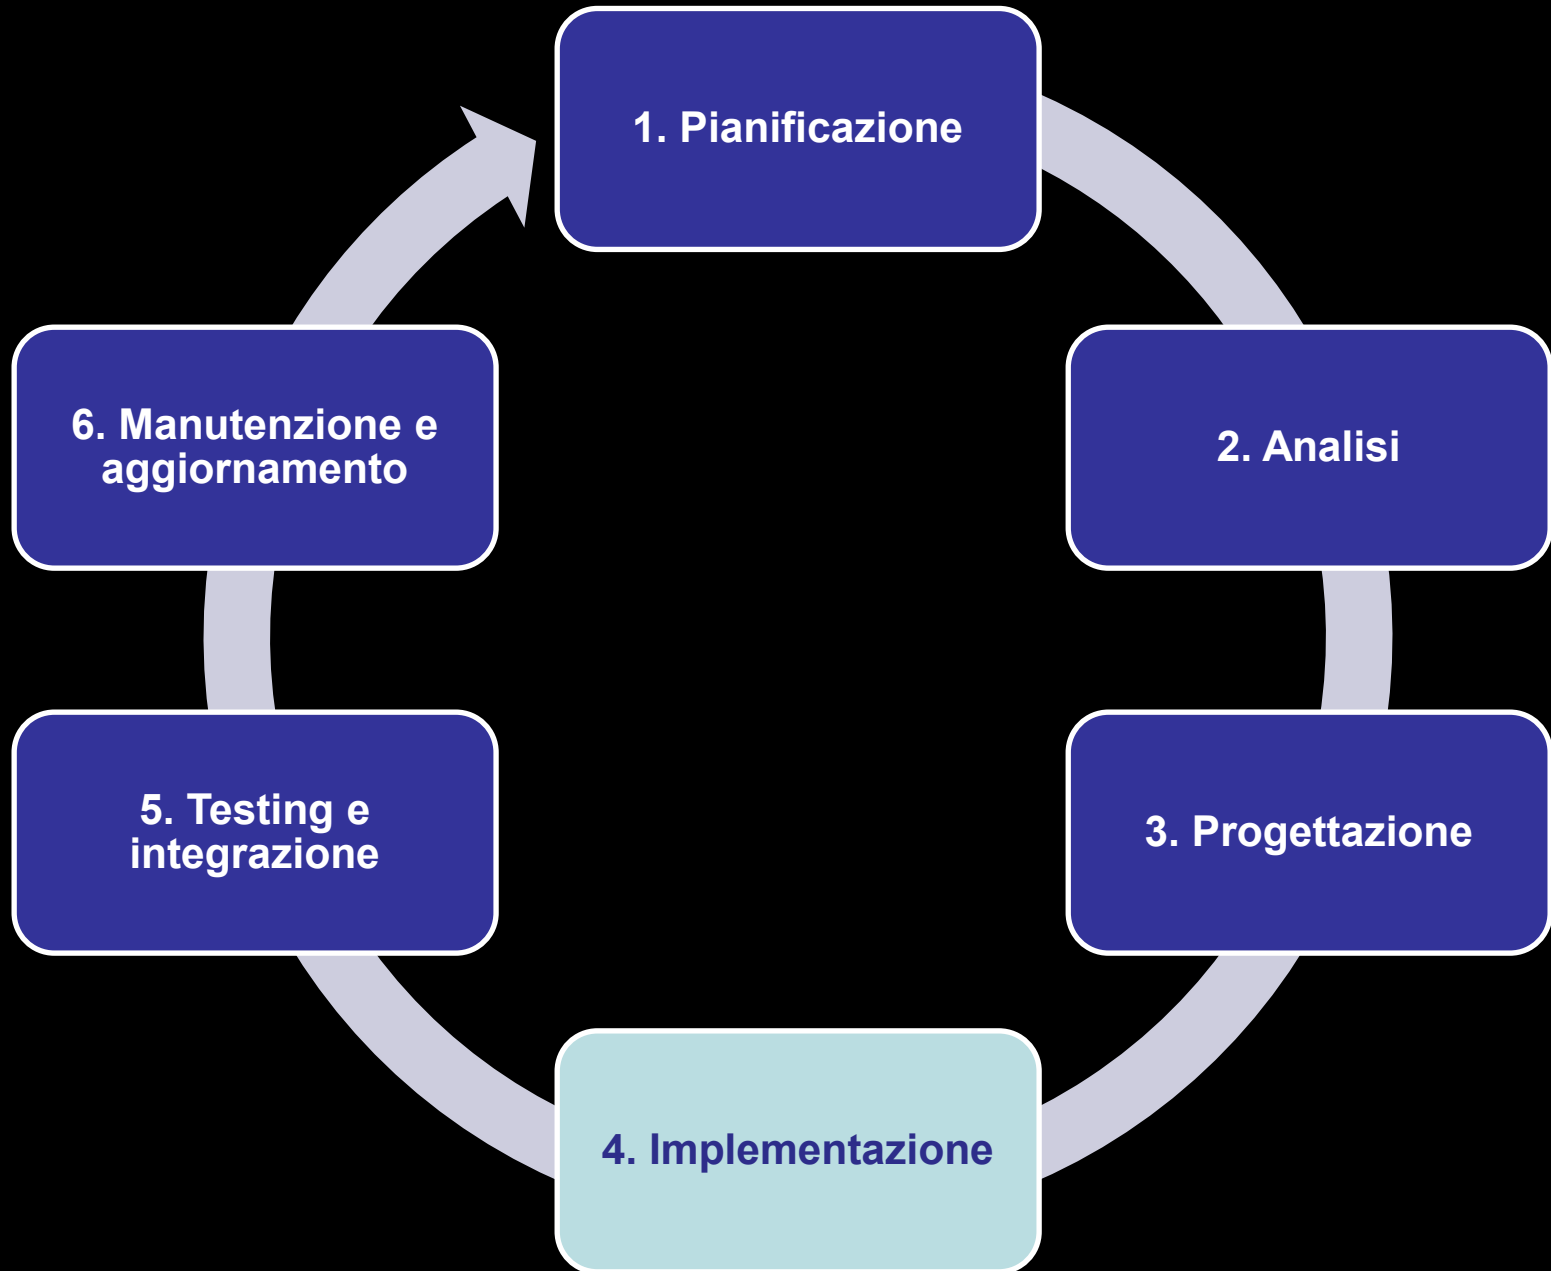 1. Pianificazione
2. Analisi
3. Progettazione
4. Implementazione
5. Testing e
integrazione
6. Manutenzione e
aggiornamento